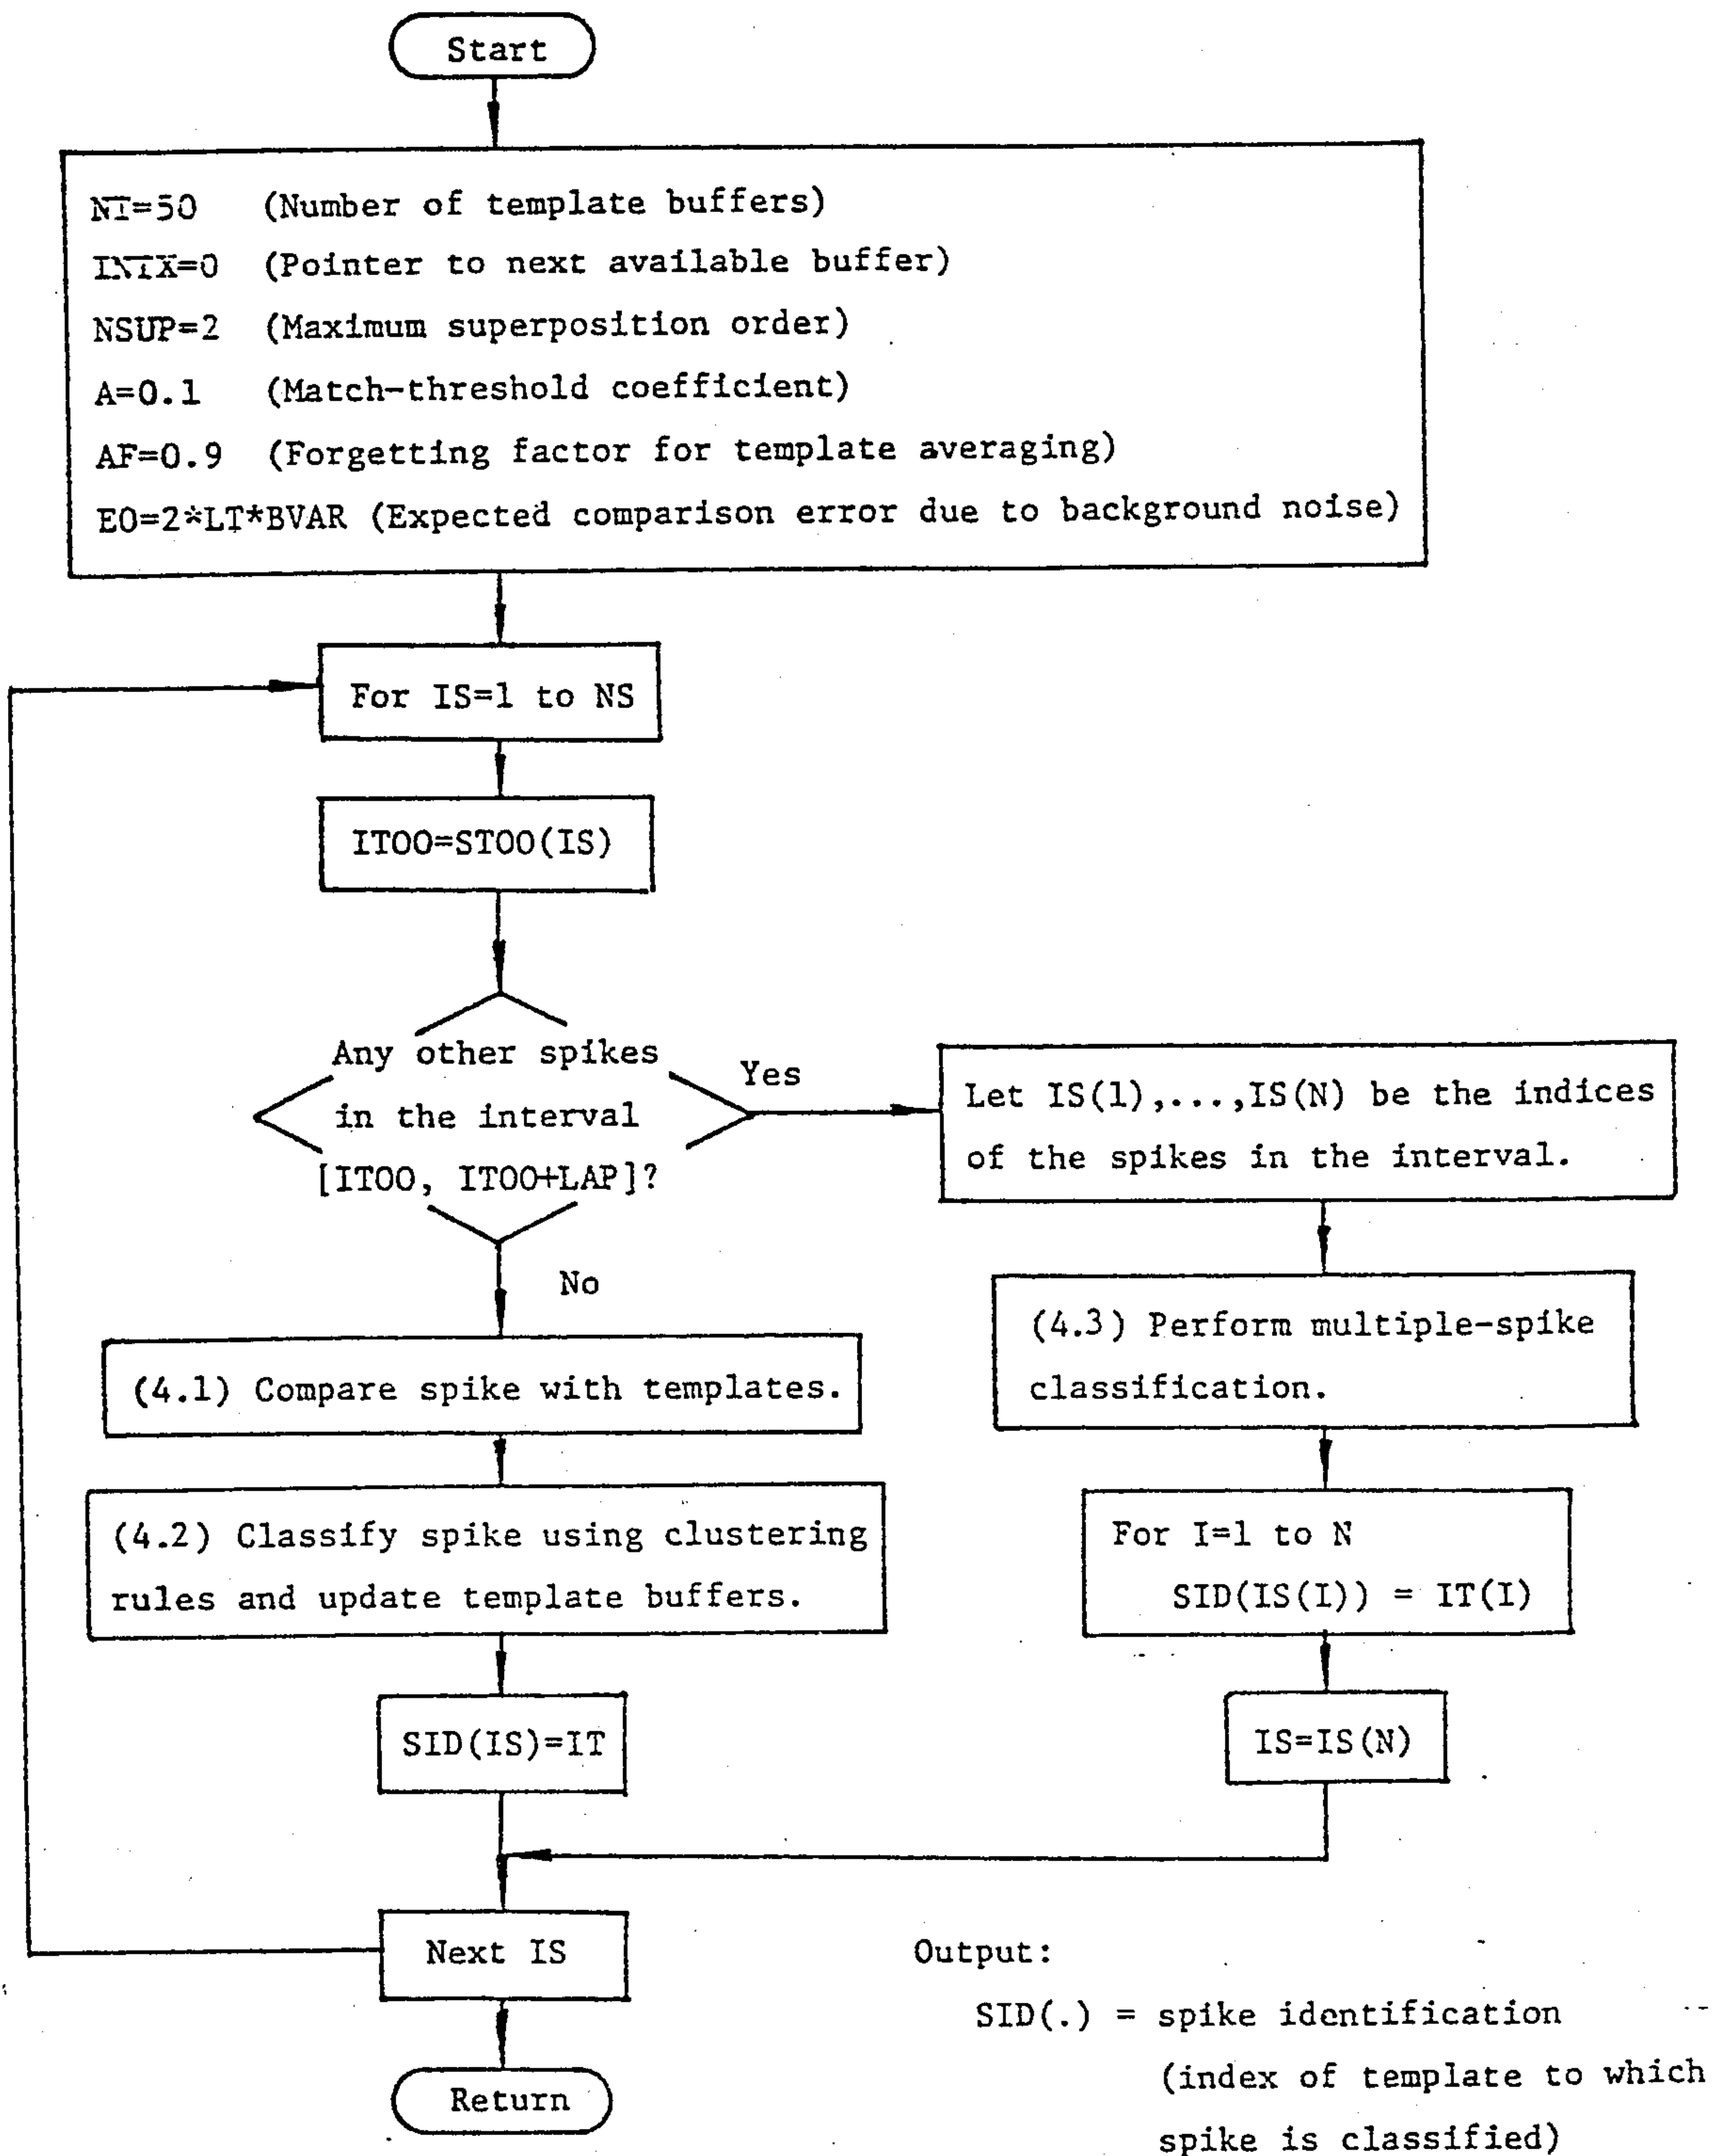 Start
NT=50 (Number of template buffers)
INTX=0 (Pointer to next available buffer)
NSUP=2 (Maximum superposition order)
A=0.1 (Match-threshold coefficient)
AF=0.9 (Forgetting factor for template averaging)
E0=2*LT*BVAR (Expected comparison error due to background noise)
For IS=1 to NS
IT00=ST00(IS)
Any other spikes
in the interval
[IT00, IT00+LAP]?
Yes
Let IS(1),...,IS(N) be the indices
of the spikes in the interval.
No
(4.1) Compare spike with templates.
(4.3) Perform multiple-spike
classification.
(4.2) Classify spike using clustering
rules and update template buffers.
For I=1 to N
SID(IS(I)) = IT(I)
SID(IS)=IT
IS=IS(N)
Next IS
Return
Output:
SID(.) = spike identification
(index of template to which
spike is classified)